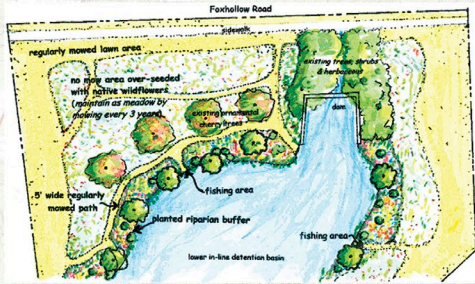 Foxhollow Road
sidewalk
regularly mowed lawn area
existing trees, shrubs
& herbaceous
no mow area over-seeded
with native wildflowers
(maintain as meadow by
mowing every 3 years)
dam
existing ornamental
cherry trees
fishing area
5' wide regularly
mowed path
planted riparian buffer
fishing area
lower in-line detention basin